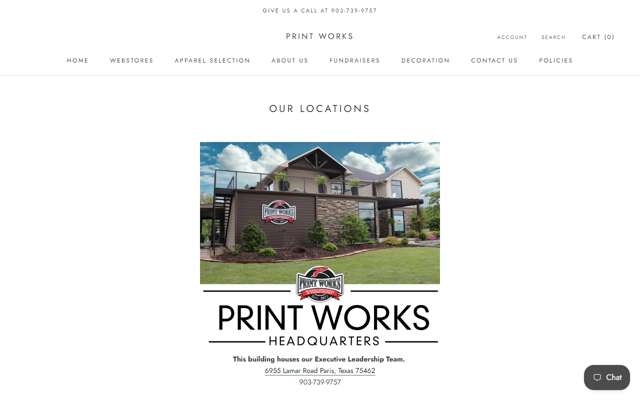 GIVE US A CALL AT 903-739-9757
PRINT WORKS
ACCOUNT
SEARCH
CART (0)
HOME
WEBSTORES
APPAREL SELECTION
ABOUT US
FUNDRAISERS
DECORATION
CONTACT US
POLICIES
OUR LOCATIONS
PRINT WORKS
PRINT WORKS
PRINT WORKS
HEADQUARTERS
This building houses our Executive Leadership Team.
6955 Lamar Road Paris, Texas 75462
903-739-9757
Chat